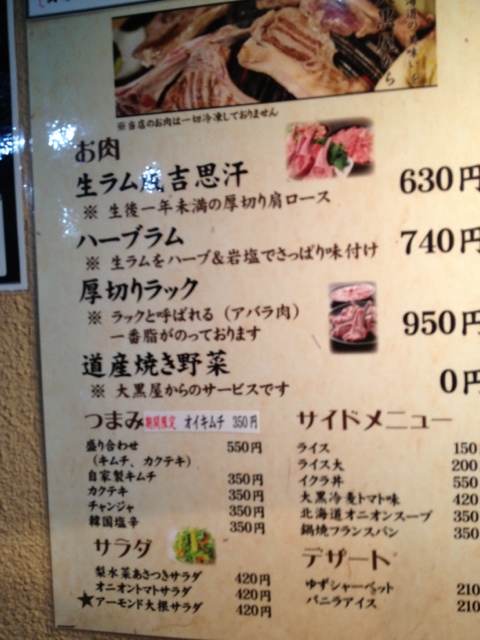 ※当店のお肉は一切冷凍しておりません
お肉
生ラム成吉思汗 630円
※ 生後一年未満の厚切り肩ロース
ハーブラム 740円
※ 生ラムをハーブ&岩塩でさっぱり味付け
厚切りラック 950円
※ ラックと呼ばれる（アバラ肉）
一番脂がのっております
道産焼き野菜 0円
※ 大黒屋からのサービスです
つまみ 期間限定 オイキムチ 350円
盛り合わせ 550円
（キムチ、カクテキ）
自家製キムチ 350円
カクテキ 350円
チャンジャ 350円
韓国塩辛 350円
サラダ
梨水菜あさつきサラダ 420円
オニオントマトサラダ 420円
★アーモンド大根サラダ 420円
サイドメニュー
ライス 150
ライス大 200
イクラ丼 550
大黒冷麦トマト味 420
北海道オニオンスープ 350
鍋焼フランスパン 350
デザート
ゆずシャーベット 210
バニラアイス 210